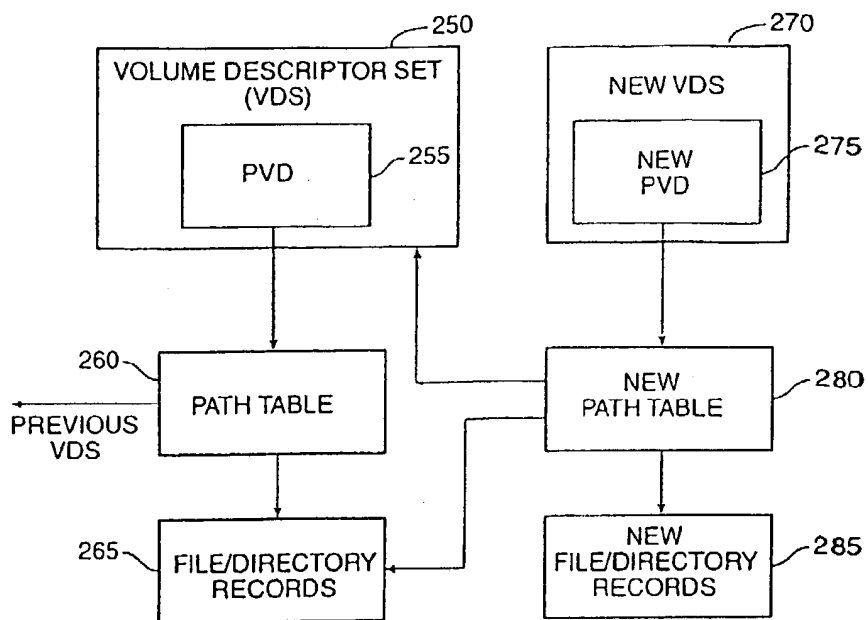 250
VOLUME DESCRIPTOR SET
(VDS)
PVD
255
270
NEW VDS
NEW
PVD
275
260
PATH TABLE
PREVIOUS
VDS
NEW
PATH TABLE
280
265
FILE/DIRECTORY
RECORDS
NEW
FILE/DIRECTORY
RECORDS
285